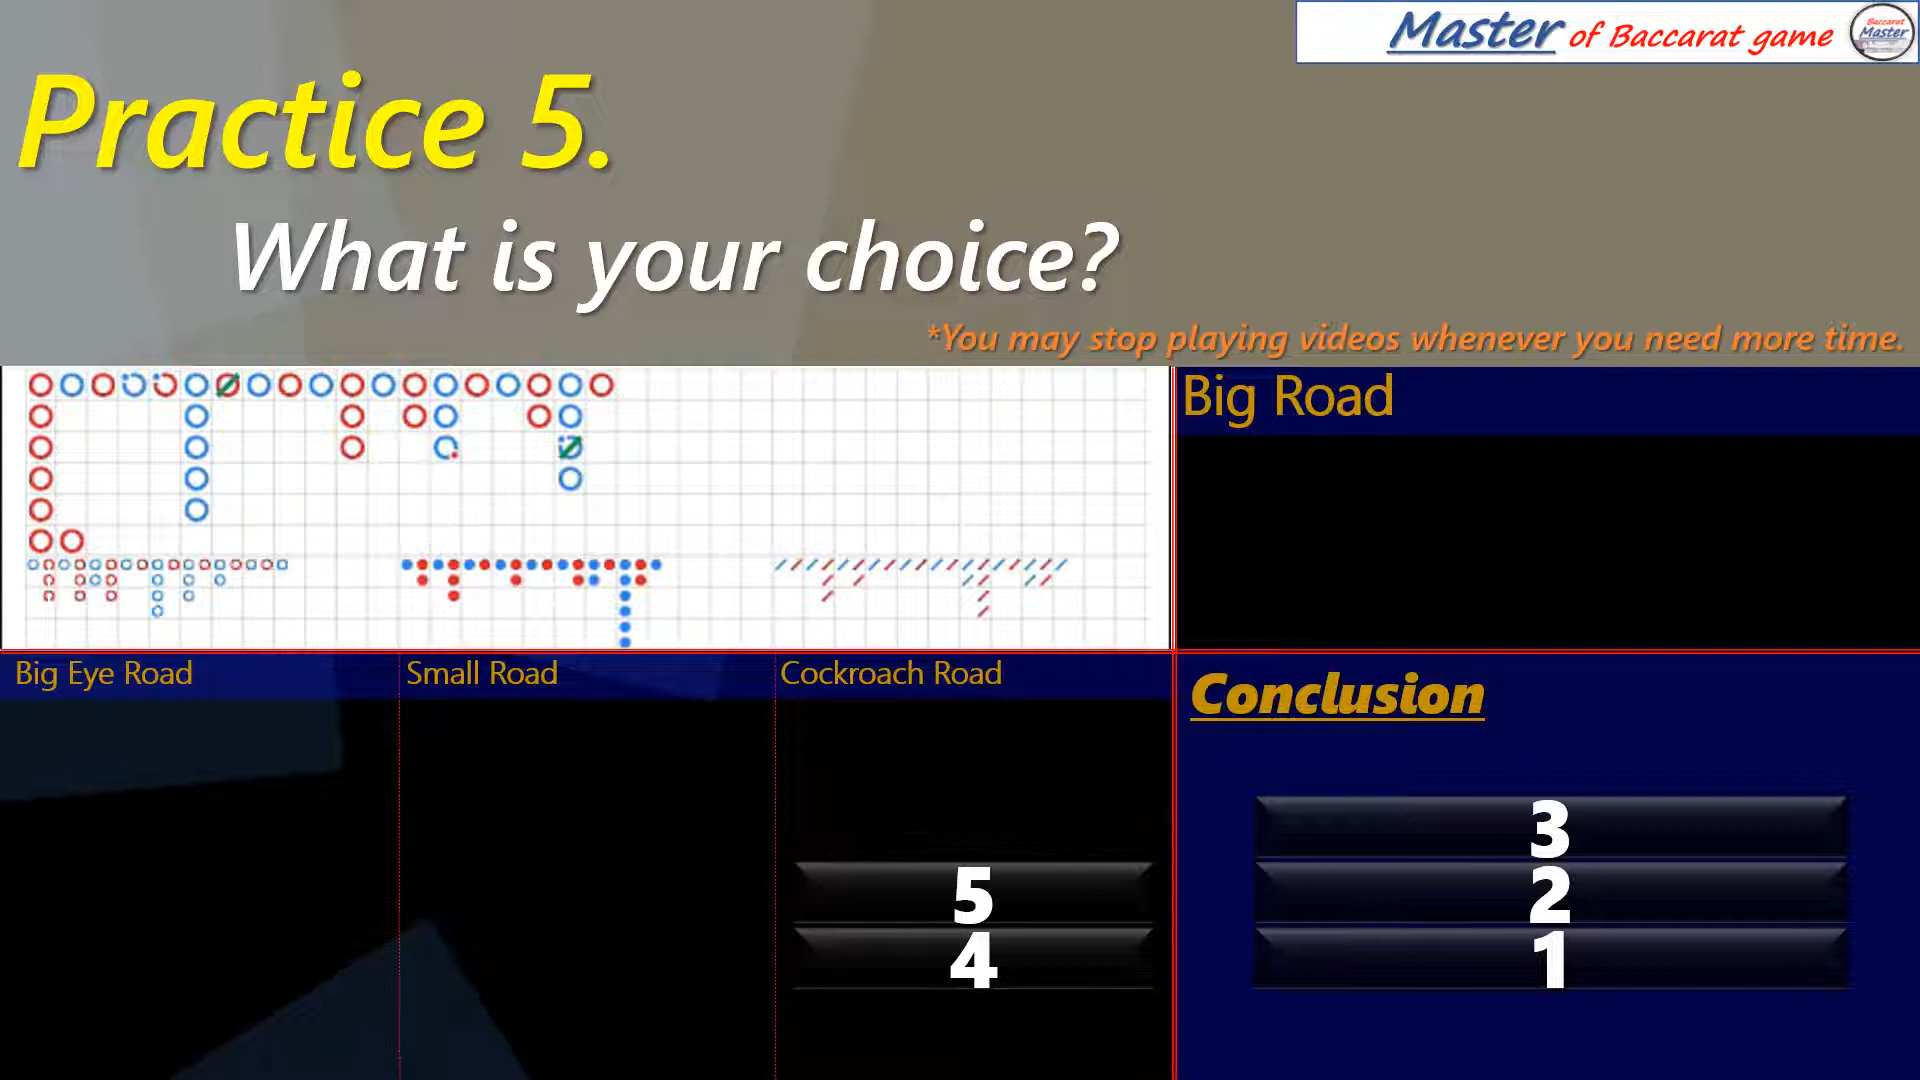 Master of Baccarat game
Baccarat
Master
Practice 5.
What is your choice?
*You may stop playing videos whenever you need more time.
Big Road
Big Eye Road
Small Road
Cockroach Road
Conclusion
3
5
2
4
1